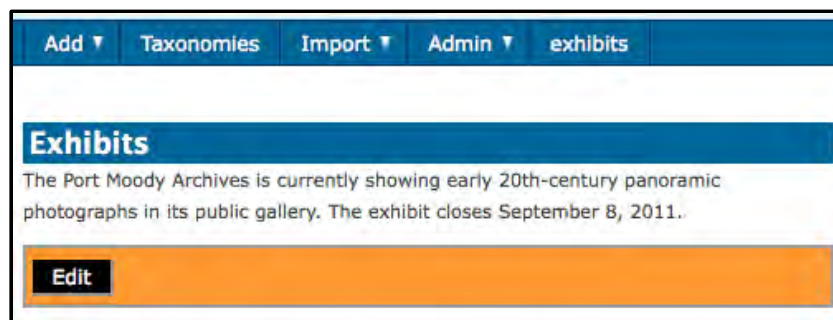 Add Taxonomies Import Admin exhibits
Exhibits
The Port Moody Archives is currently showing early 20th-century panoramic
photographs in its public gallery. The exhibit closes September 8, 2011.
Edit